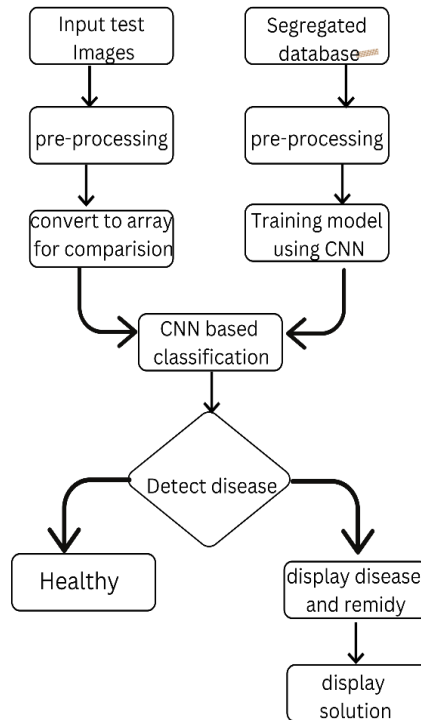 Input test
Images
Segregated
database
pre-processing
pre-processing
convert to array
for comparision
Training model
using CNN
CNN based
classification
Detect disease
Healthy
display disease
and remidy
display
solution